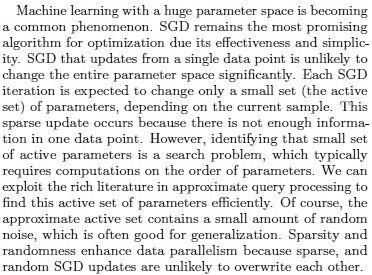 Machine learning with a huge parameter space is becoming
a common phenomenon. SGD remains the most promising
algorithm for optimization due its effectiveness and simplic-
ity. SGD that updates from a single data point is unlikely to
change the entire parameter space significantly. Each SGD
iteration is expected to change only a small set (the active
set) of parameters, depending on the current sample. This
sparse update occurs because there is not enough informa-
tion in one data point. However, identifying that small set
of active parameters is a search problem, which typically
requires computations on the order of parameters. We can
exploit the rich literature in approximate query processing to
find this active set of parameters efficiently. Of course, the
approximate active set contains a small amount of random
noise, which is often good for generalization. Sparsity and
randomness enhance data parallelism because sparse, and
random SGD updates are unlikely to overwrite each other.